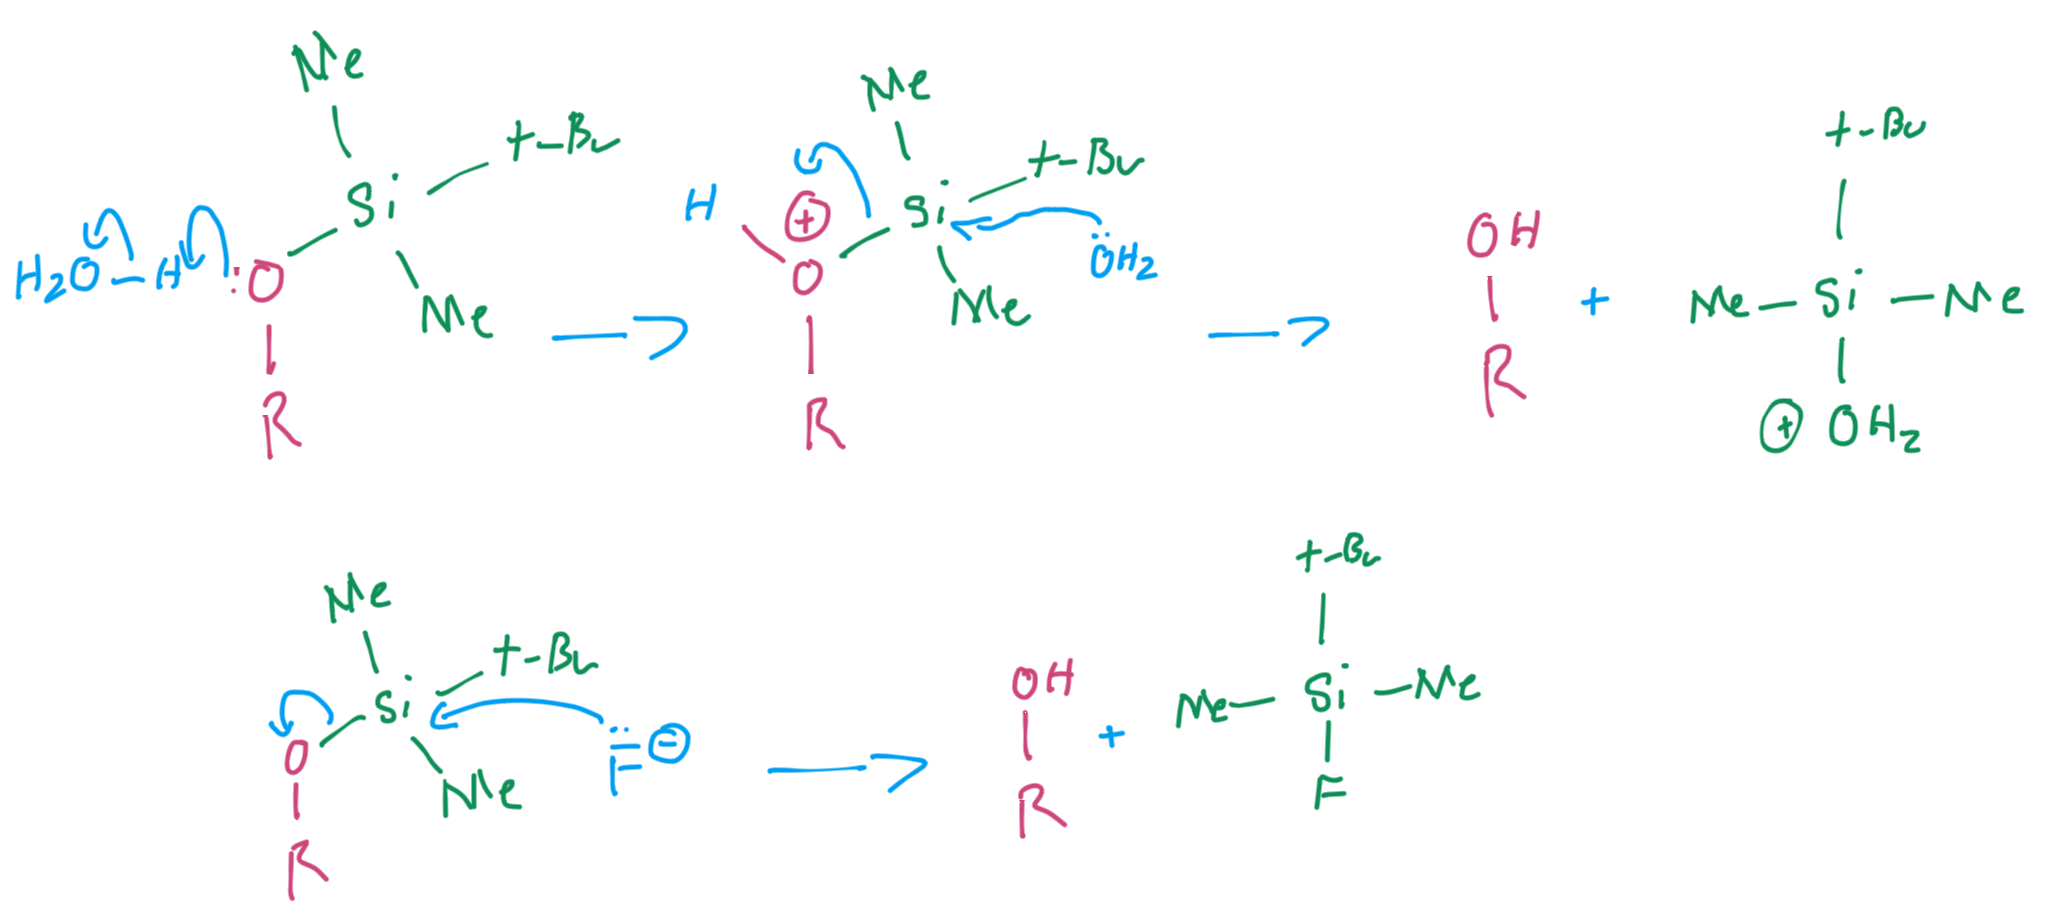 Me
t-Bu
Si
H₂O-H :O
Me
R
Me
t-Bu
H ⊕ Si
O ÖH₂
Me
R
OH
R
+
t-Bu
Me-Si-Me
⊕ OH₂
Me
t-Bu
Si
O F ⊖
Me
R
OH
R
+
t-Bu
Me-Si-Me
F